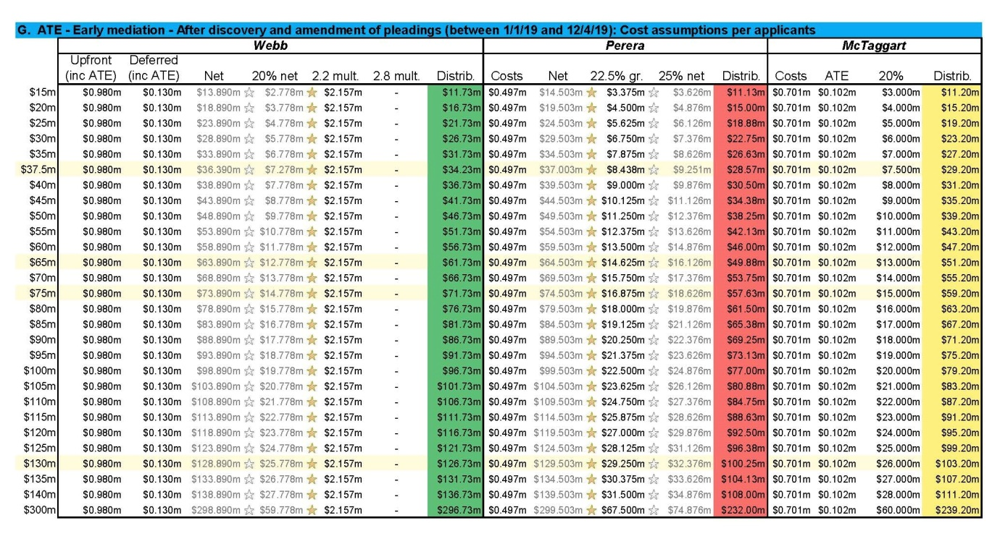 G. ATE - Early mediation - After discovery and amendment of pleadings (between 1/1/19 and 12/4/19): Cost assumptions per applicants
Webb Perera McTaggart
Upfront Deferred
(inc ATE) (inc ATE) Net 20% net 2.2 mult. 2.8 mult. Distrib. Costs Net 22.5% gr. 25% net Distrib. Costs ATE 20% Distrib.
$15m $0.980m $0.130m $13.890m ☆ $2.778m ★ $2.157m - $11.73m $0.497m $14.503m ★ $3.375m ☆ $3.626m $11.13m $0.701m $0.102m $3.000m $11.20m
$20m $0.980m $0.130m $18.890m ☆ $3.778m ★ $2.157m - $16.73m $0.497m $19.503m ★ $4.500m ☆ $4.876m $15.00m $0.701m $0.102m $4.000m $15.20m
$25m $0.980m $0.130m $23.890m ☆ $4.778m ★ $2.157m - $21.73m $0.497m $24.503m ★ $5.625m ☆ $6.126m $18.88m $0.701m $0.102m $5.000m $19.20m
$30m $0.980m $0.130m $28.890m ☆ $5.778m ★ $2.157m - $26.73m $0.497m $29.503m ★ $6.750m ☆ $7.376m $22.75m $0.701m $0.102m $6.000m $23.20m
$35m $0.980m $0.130m $33.890m ☆ $6.778m ★ $2.157m - $31.73m $0.497m $34.503m ★ $7.875m ☆ $8.626m $26.63m $0.701m $0.102m $7.000m $27.20m
$37.5m $0.980m $0.130m $36.390m ☆ $7.278m ★ $2.157m - $34.23m $0.497m $37.003m ★ $8.438m ☆ $9.251m $28.57m $0.701m $0.102m $7.500m $29.20m
$40m $0.980m $0.130m $38.890m ☆ $7.778m ★ $2.157m - $36.73m $0.497m $39.503m ★ $9.000m ☆ $9.876m $30.50m $0.701m $0.102m $8.000m $31.20m
$45m $0.980m $0.130m $43.890m ☆ $8.778m ★ $2.157m - $41.73m $0.497m $44.503m ★ $10.125m ☆ $11.126m $34.38m $0.701m $0.102m $9.000m $35.20m
$50m $0.980m $0.130m $48.890m ☆ $9.778m ★ $2.157m - $46.73m $0.497m $49.503m ★ $11.250m ☆ $12.376m $38.25m $0.701m $0.102m $10.000m $39.20m
$55m $0.980m $0.130m $53.890m ☆ $10.778m ★ $2.157m - $51.73m $0.497m $54.503m ★ $12.375m ☆ $13.626m $42.13m $0.701m $0.102m $11.000m $43.20m
$60m $0.980m $0.130m $58.890m ☆ $11.778m ★ $2.157m - $56.73m $0.497m $59.503m ★ $13.500m ☆ $14.876m $46.00m $0.701m $0.102m $12.000m $47.20m
$65m $0.980m $0.130m $63.890m ☆ $12.778m ★ $2.157m - $61.73m $0.497m $64.503m ★ $14.625m ☆ $16.126m $49.88m $0.701m $0.102m $13.000m $51.20m
$70m $0.980m $0.130m $68.890m ☆ $13.778m ★ $2.157m - $66.73m $0.497m $69.503m ★ $15.750m ☆ $17.376m $53.75m $0.701m $0.102m $14.000m $55.20m
$75m $0.980m $0.130m $73.890m ☆ $14.778m ★ $2.157m - $71.73m $0.497m $74.503m ★ $16.875m ☆ $18.626m $57.63m $0.701m $0.102m $15.000m $59.20m
$80m $0.980m $0.130m $78.890m ☆ $15.778m ★ $2.157m - $76.73m $0.497m $79.503m ★ $18.000m ☆ $19.876m $61.50m $0.701m $0.102m $16.000m $63.20m
$85m $0.980m $0.130m $83.890m ☆ $16.778m ★ $2.157m - $81.73m $0.497m $84.503m ★ $19.125m ☆ $21.126m $65.38m $0.701m $0.102m $17.000m $67.20m
$90m $0.980m $0.130m $88.890m ☆ $17.778m ★ $2.157m - $86.73m $0.497m $89.503m ★ $20.250m ☆ $22.376m $69.25m $0.701m $0.102m $18.000m $71.20m
$95m $0.980m $0.130m $93.890m ☆ $18.778m ★ $2.157m - $91.73m $0.497m $94.503m ★ $21.375m ☆ $23.626m $73.13m $0.701m $0.102m $19.000m $75.20m
$100m $0.980m $0.130m $98.890m ☆ $19.778m ★ $2.157m - $96.73m $0.497m $99.503m ★ $22.500m ☆ $24.876m $77.00m $0.701m $0.102m $20.000m $79.20m
$105m $0.980m $0.130m $103.890m ☆ $20.778m ★ $2.157m - $101.73m $0.497m $104.503m ★ $23.625m ☆ $26.126m $80.88m $0.701m $0.102m $21.000m $83.20m
$110m $0.980m $0.130m $108.890m ☆ $21.778m ★ $2.157m - $106.73m $0.497m $109.503m ★ $24.750m ☆ $27.376m $84.75m $0.701m $0.102m $22.000m $87.20m
$115m $0.980m $0.130m $113.890m ☆ $22.778m ★ $2.157m - $111.73m $0.497m $114.503m ★ $25.875m ☆ $28.626m $88.63m $0.701m $0.102m $23.000m $91.20m
$120m $0.980m $0.130m $118.890m ☆ $23.778m ★ $2.157m - $116.73m $0.497m $119.503m ★ $27.000m ☆ $29.876m $92.50m $0.701m $0.102m $24.000m $95.20m
$125m $0.980m $0.130m $123.890m ☆ $24.778m ★ $2.157m - $121.73m $0.497m $124.503m ★ $28.125m ☆ $31.126m $96.38m $0.701m $0.102m $25.000m $99.20m
$130m $0.980m $0.130m $128.890m ☆ $25.778m ★ $2.157m - $126.73m $0.497m $129.503m ★ $29.250m ☆ $32.376m $100.25m $0.701m $0.102m $26.000m $103.20m
$135m $0.980m $0.130m $133.890m ☆ $26.778m ★ $2.157m - $131.73m $0.497m $134.503m ★ $30.375m ☆ $33.626m $104.13m $0.701m $0.102m $27.000m $107.20m
$140m $0.980m $0.130m $138.890m ☆ $27.778m ★ $2.157m - $136.73m $0.497m $139.503m ★ $31.500m ☆ $34.876m $108.00m $0.701m $0.102m $28.000m $111.20m
$300m $0.980m $0.130m $298.890m ☆ $59.778m ★ $2.157m - $296.73m $0.497m $299.503m ★ $67.500m ☆ $74.876m $232.00m $0.701m $0.102m $60.000m $239.20m